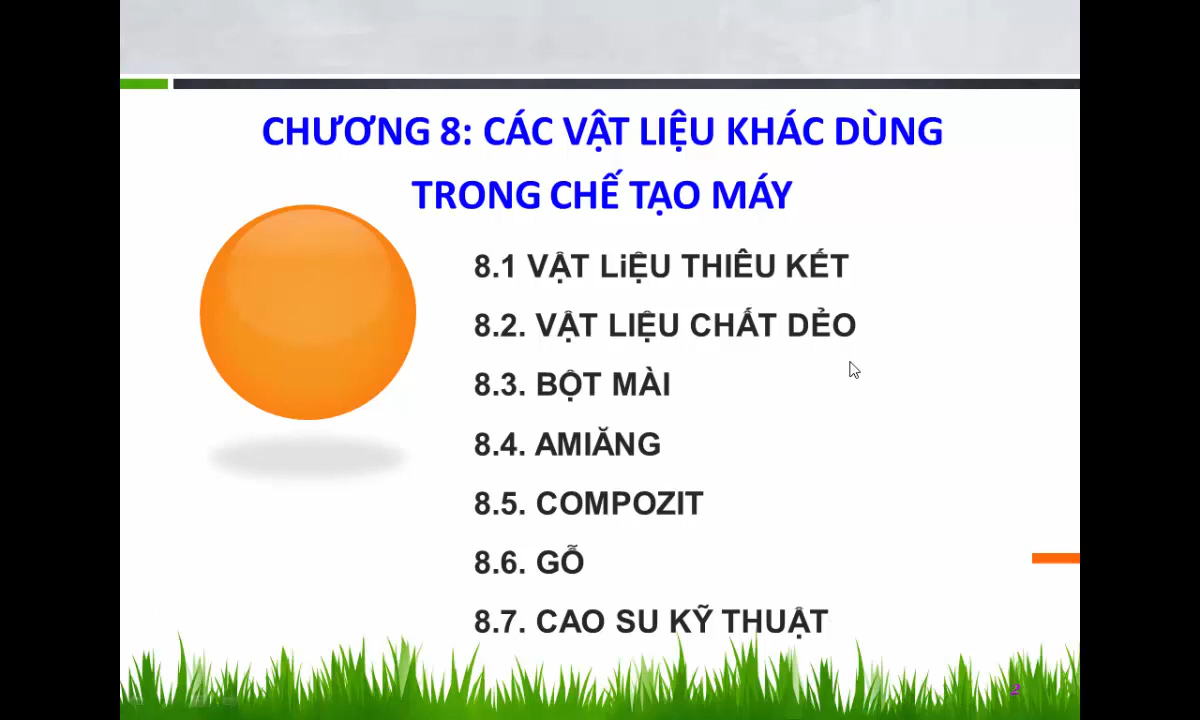 CHƯƠNG 8: CÁC VẬT LIỆU KHÁC DÙNG
TRONG CHẾ TẠO MÁY
8.1 VẬT LiỆU THIÊU KẾT
8.2. VẬT LIỆU CHẤT DẺO
8.3. BỘT MÀI
8.4. AMIĂNG
8.5. COMPOZIT
8.6. GỖ
8.7. CAO SU KỸ THUẬT
2